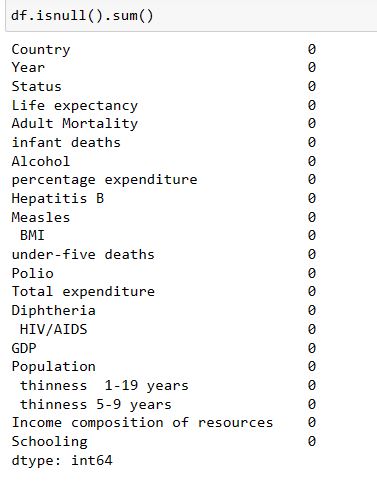 df.isnull().sum()
Country 0
Year 0
Status 0
Life expectancy 0
Adult Mortality 0
infant deaths 0
Alcohol 0
percentage expenditure 0
Hepatitis B 0
Measles 0
 BMI 0
under-five deaths 0
Polio 0
Total expenditure 0
Diphtheria 0
 HIV/AIDS 0
GDP 0
Population 0
 thinness  1-19 years 0
 thinness 5-9 years 0
Income composition of resources 0
Schooling 0
dtype: int64